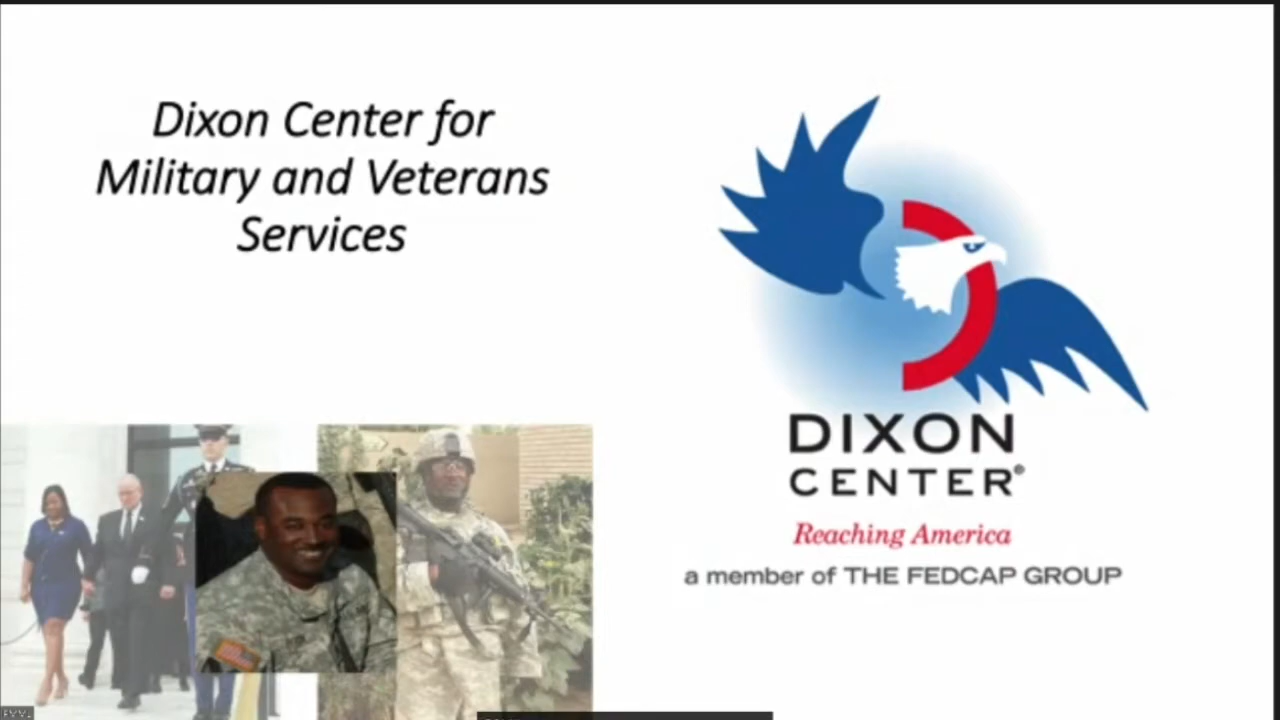 Dixon Center for
Military and Veterans
Services
DIXON
CENTER®
Reaching America
a member of THE FEDCAP GROUP